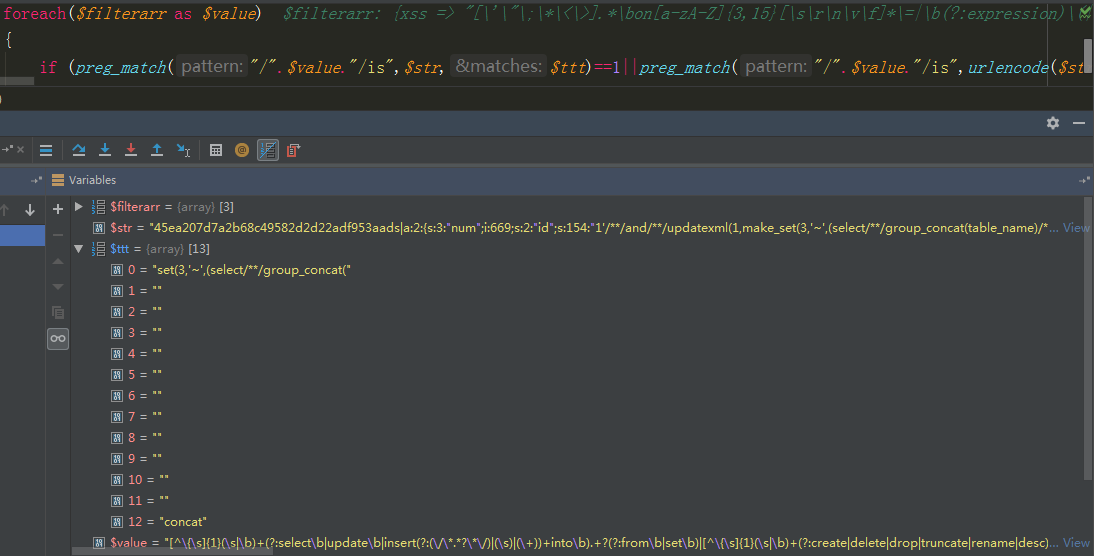 foreach($filterarr as $value)  $filterarr: {xss => "[\'\"\;\*\<\>].*\bon[a-zA-Z]{3,15}[\s\r\n\v\f]*\=|\b(?:expression)\(
{
if (preg_match( pattern: "/".$value."/is",$str, &matches: $ttt)==1||preg_match( pattern: "/".$value."/is",urlencode($st
Variables
$filterarr = {array} [3]
$str = "45ea207d7a2b68c49582d2d22adf953aads|a:2:{s:3:"num";i:669;s:2:"id";s:154:"1'/**/and/**/updatexml(1,make_set(3,'~',(select/**/group_concat(table_name)/*... View
$ttt = {array} [13]
0 = "set(3,'~',(select/**/group_concat("
1 = ""
2 = ""
3 = ""
4 = ""
5 = ""
6 = ""
7 = ""
8 = ""
9 = ""
10 = ""
11 = ""
12 = "concat"
$value = "[^\{\s]{1}(\s|\b)+(?:select\b|update\b|insert(?:(\/\*.*?\*\/)|(\s)|(\+))+into\b).+?(?:from\b|set\b)|[^\{\s]{1}(\s|\b)+(?:create|delete|drop|truncate|rename|desc)... View